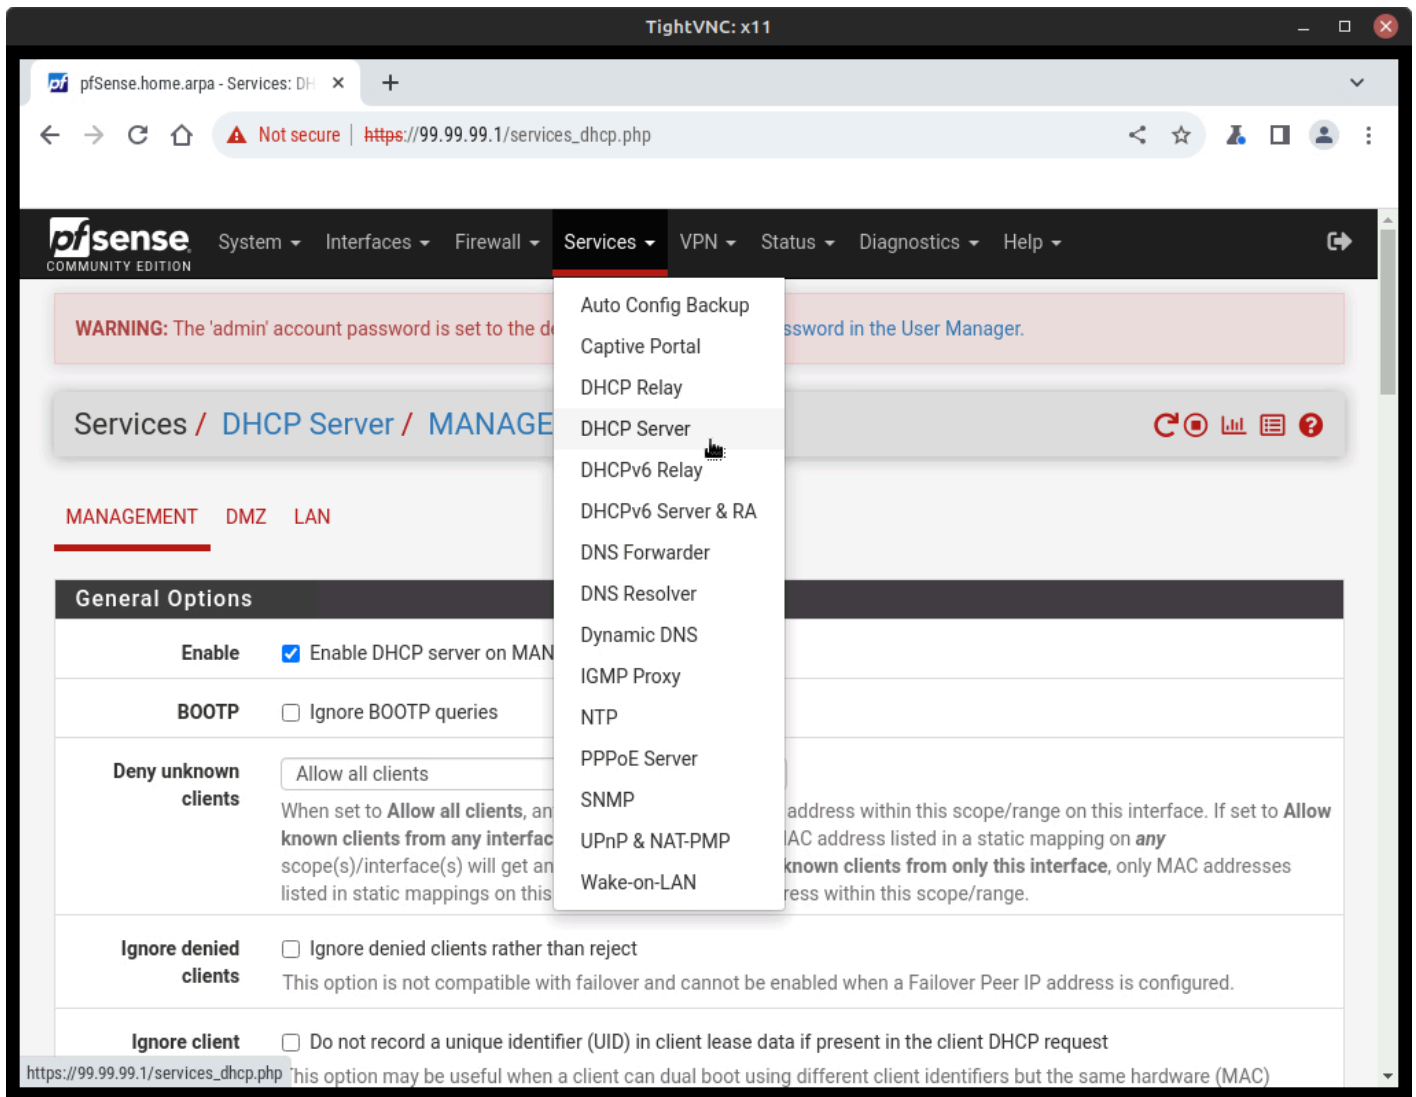 TightVNC: x11
pfSense.home.arpa - Services: DH
Not secure | https://99.99.99.1/services_dhcp.php
pfsense
COMMUNITY EDITION
System Interfaces Firewall Services VPN Status Diagnostics Help
WARNING: The 'admin' account password is set to the de ssword in the User Manager.
Services / DHCP Server / MANAGE
MANAGEMENT DMZ LAN
Auto Config Backup
Captive Portal
DHCP Relay
DHCP Server
DHCPv6 Relay
DHCPv6 Server & RA
DNS Forwarder
DNS Resolver
Dynamic DNS
IGMP Proxy
NTP
PPPoE Server
SNMP
UPnP & NAT-PMP
Wake-on-LAN
General Options
Enable
Enable DHCP server on MAN
BOOTP
Ignore BOOTP queries
Deny unknown
clients
Allow all clients
When set to Allow all clients, an address within this scope/range on this interface. If set to Allow
known clients from any interfac AC address listed in a static mapping on any
scope(s)/interface(s) will get an known clients from only this interface, only MAC addresses
listed in static mappings on this ress within this scope/range.
Ignore denied
clients
Ignore denied clients rather than reject
This option is not compatible with failover and cannot be enabled when a Failover Peer IP address is configured.
Ignore client
Do not record a unique identifier (UID) in client lease data if present in the client DHCP request
his option may be useful when a client can dual boot using different client identifiers but the same hardware (MAC)
https://99.99.99.1/services_dhcp.php